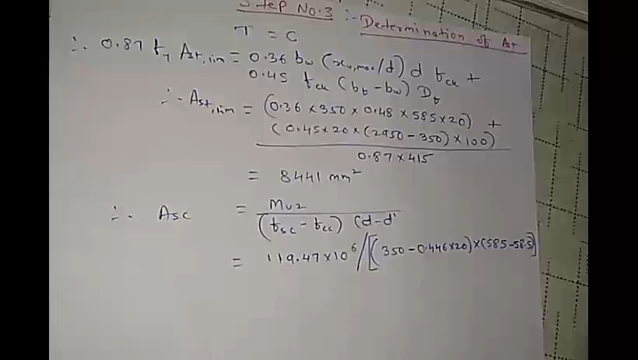 Step No.3 :- Determination of Ast
T = C
∴ 0.87 fy Ast,lim = 0.36 bw (xu,max/d) d fck +
0.45 fck (bf - bw) Df
∴ Ast,lim = (0.36 × 350 × 0.48 × 585 × 20) +
(0.45 × 20 × (2950 - 350) × 100)
0.87 × 415
= 8441 mm²
∴ Asc = Mu2
(fsc - fcc) (d-d'
= 119.47 × 10⁶ / [(350 - 0.446 × 20) × (585 - 58.5)]